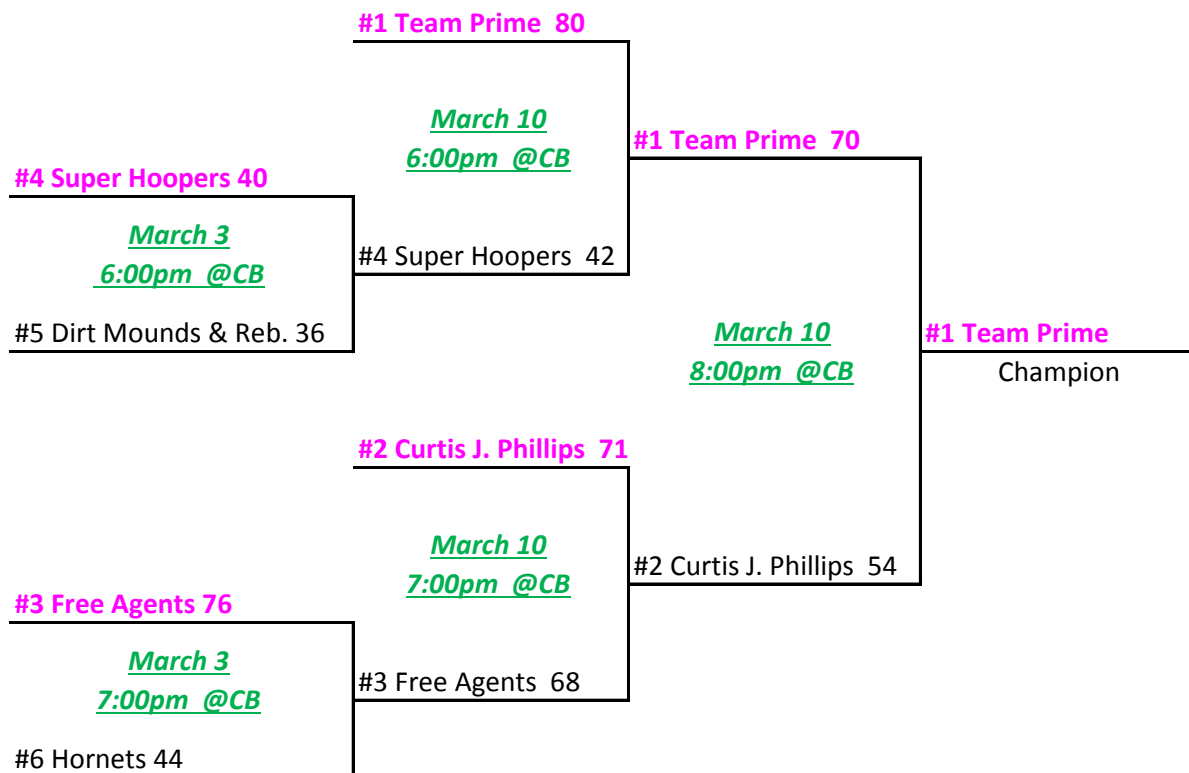 #1 Team Prime  80
March 10
6:00pm  @CB
#1 Team Prime  70
#4 Super Hoopers 40
March 3
6:00pm  @CB
#4 Super Hoopers  42
#5 Dirt Mounds & Reb. 36
March 10
8:00pm  @CB
#1 Team Prime
Champion
#2 Curtis J. Phillips  71
March 10
7:00pm  @CB
#2 Curtis J. Phillips  54
#3 Free Agents 76
March 3
7:00pm  @CB
#3 Free Agents  68
#6 Hornets 44